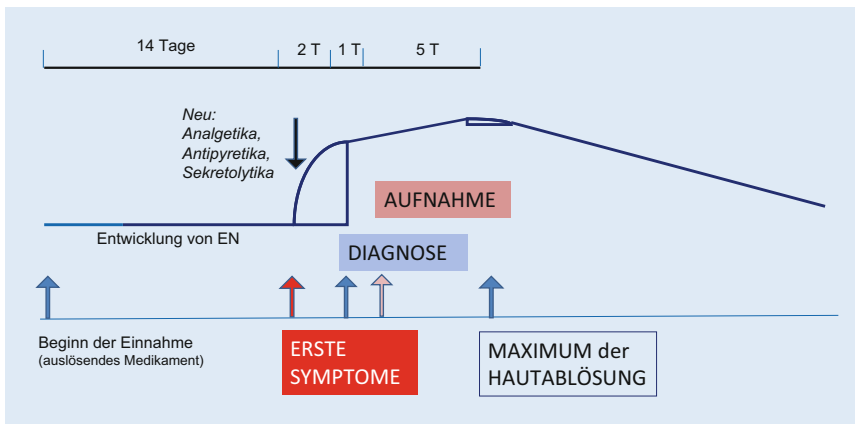 14 Tage 2 T 1 T 5 T
Neu:
Analgetika,
Antipyretika,
Sekretolytika
AUFNAHME
Entwicklung von EN
DIAGNOSE
Beginn der Einnahme
(auslösendes Medikament)
ERSTE
SYMPTOME
MAXIMUM der
HAUTABLÖSUNG